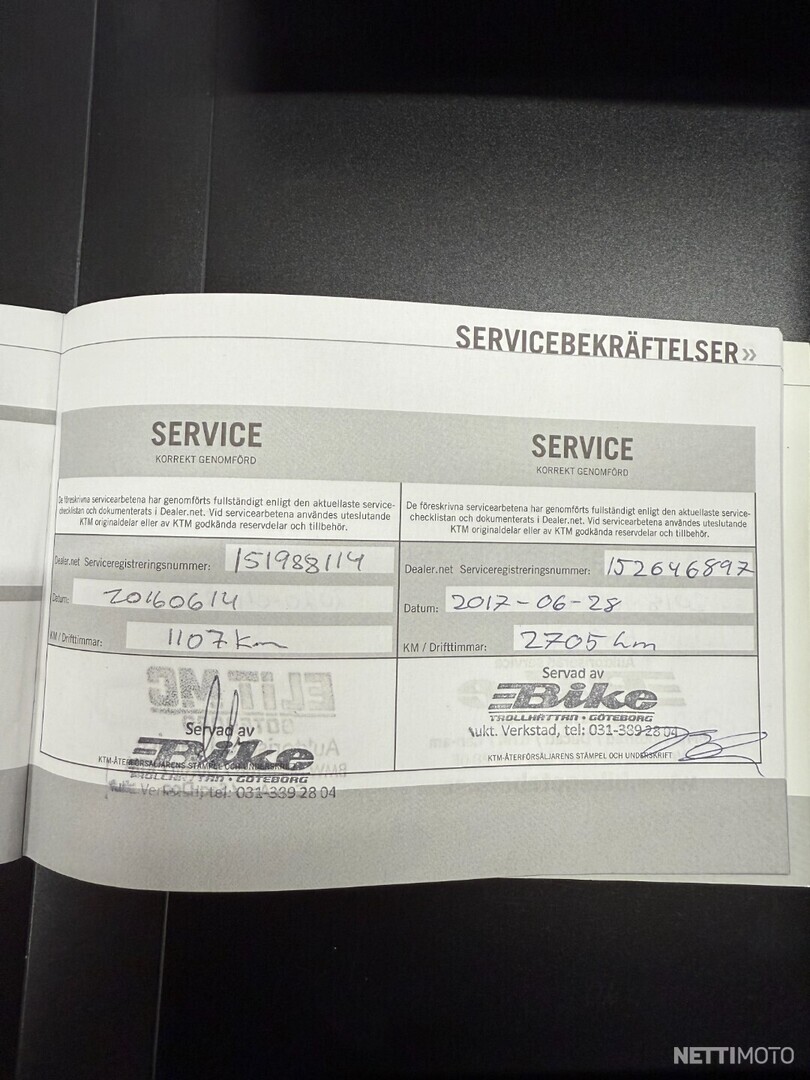 SERVICEBEKRÄFTELSER»
SERVICE
KORREKT GENOMFÖRD
De föreskrivna servicearbetena har genomförts fullständigt enligt den aktuellaste service-
checklistan och dokumenterats i Dealer.net. Vid servicearbetena användes uteslutande
KTM originaldelar eller av KTM godkända reservdelar och tillbehör.
Dealer.net Serviceregistreringsnummer: 151988114
Datum: 20160614
KM / Drifttimmar: 1107 km
Servad av
Bike
KTM-ÅTERFÖRSÄLJARENS STÄMPEL OCH
TROLLHÄTTAN • GÖTEBORG
Verkstad, tel: 031-339 28 04
SERVICE
KORREKT GENOMFÖRD
De föreskrivna servicearbetena har genomförts fullständigt enligt den aktuellaste service-
checklistan och dokumenterats i Dealer.net. Vid servicearbetena användes uteslutande
KTM originaldelar eller av KTM godkända reservdelar och tillbehör.
Dealer.net Serviceregistreringsnummer: 152646897
Datum: 2017-06-28
KM / Drifttimmar: 2705 km
Servad av
Bike
TROLLHÄTTAN • GÖTEBORG
Aukt. Verkstad, tel: 031-339 28 04
KTM-ÅTERFÖRSÄLJARENS STÄMPEL OCH UNDERSKRIFT
NETTIMOTO